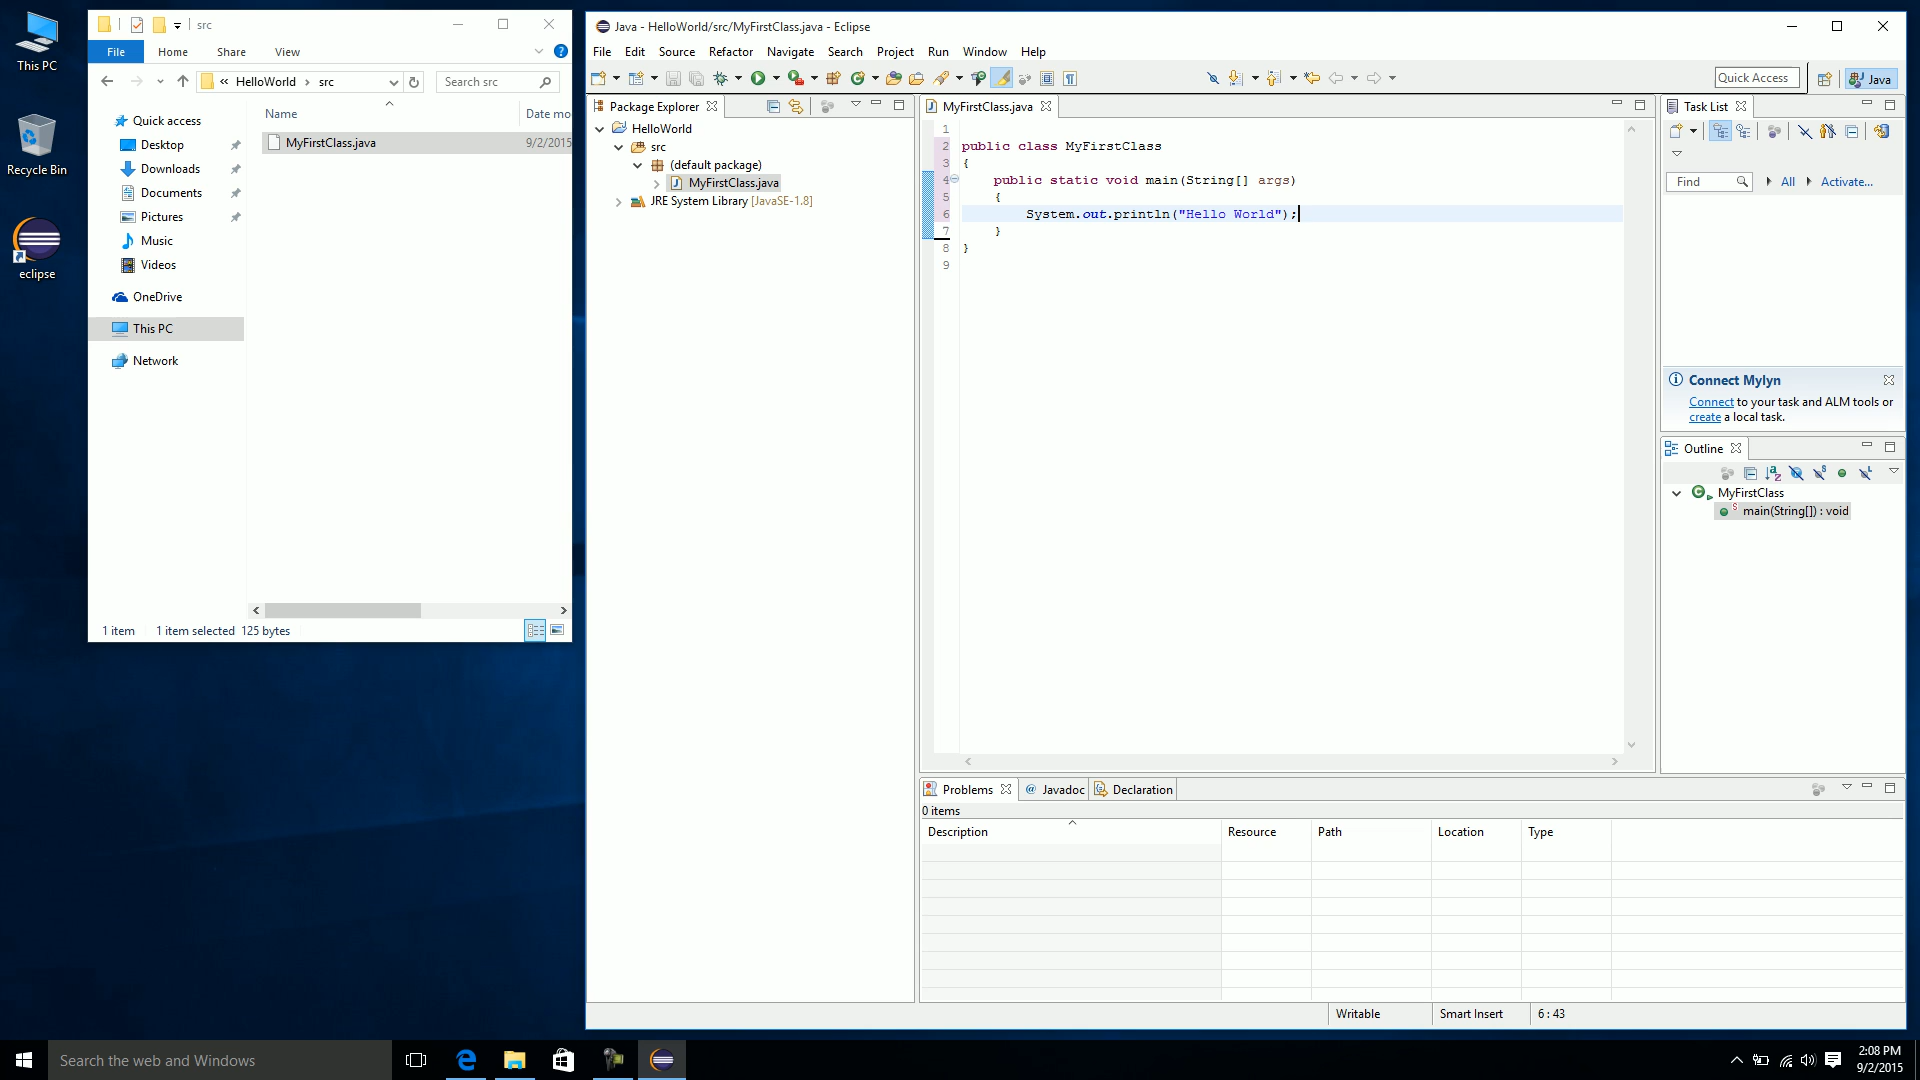 This PC
Recycle Bin
eclipse
src
File Home Share View
« HelloWorld › src
Search src
Quick access
Desktop
Downloads
Documents
Pictures
Music
Videos
OneDrive
This PC
Network
Name Date mo
MyFirstClass.java 9/2/2015
1 item 1 item selected 125 bytes
Java - HelloWorld/src/MyFirstClass.java - Eclipse
File Edit Source Refactor Navigate Search Project Run Window Help
Quick Access
Java
Package Explorer
HelloWorld
src
(default package)
MyFirstClass.java
JRE System Library [JavaSE-1.8]
MyFirstClass.java
1
2 public class MyFirstClass
3 {
4 public static void main(String[] args)
5 {
6 System.out.println("Hello World");
7 }
8 }
9
Task List
Find All Activate...
Connect Mylyn
Connect to your task and ALM tools or
create a local task.
Outline
MyFirstClass
main(String[]) : void
Problems @ Javadoc Declaration
0 items
Description Resource Path Location Type
Writable Smart Insert 6 : 43
Search the web and Windows
2:08 PM
9/2/2015